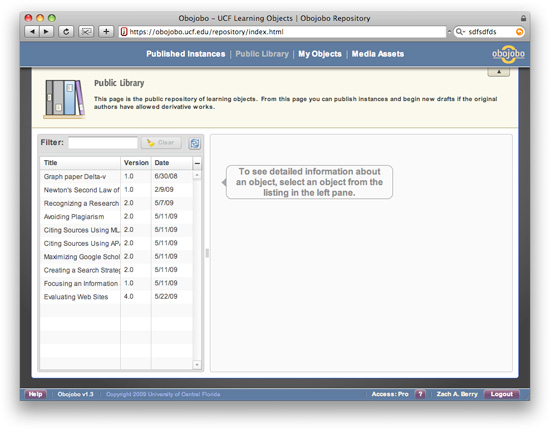 Obojobo – UCF Learning Objects | Obojobo Repository
https://obojobo.ucf.edu/repository/index.html
sdfsdfds
Published Instances | Public Library | My Objects | Media Assets
obojobo
Public Library
This page is the public repository of learning objects. From this page you can publish instances and begin new drafts if the original
authors have allowed derivative works.
Filter: Clear
Title Version Date
Graph paper Delta-v 1.0 6/30/08
Newton's Second Law of 1.0 2/9/09
Recognizing a Research 2.0 5/7/09
Avoiding Plagiarism 2.0 5/11/09
Citing Sources Using ML 2.0 5/11/09
Citing Sources Using APA 2.0 5/11/09
Maximizing Google Schol 2.0 5/11/09
Creating a Search Strateg 2.0 5/11/09
Focusing an Information 1.0 5/11/09
Evaluating Web Sites 4.0 5/22/09
To see detailed information about
an object, select an object from the
listing in the left pane.
Help Obojobo v1.3 Copyright 2009 University of Central Florida Access: Pro ? Zach A. Berry Logout